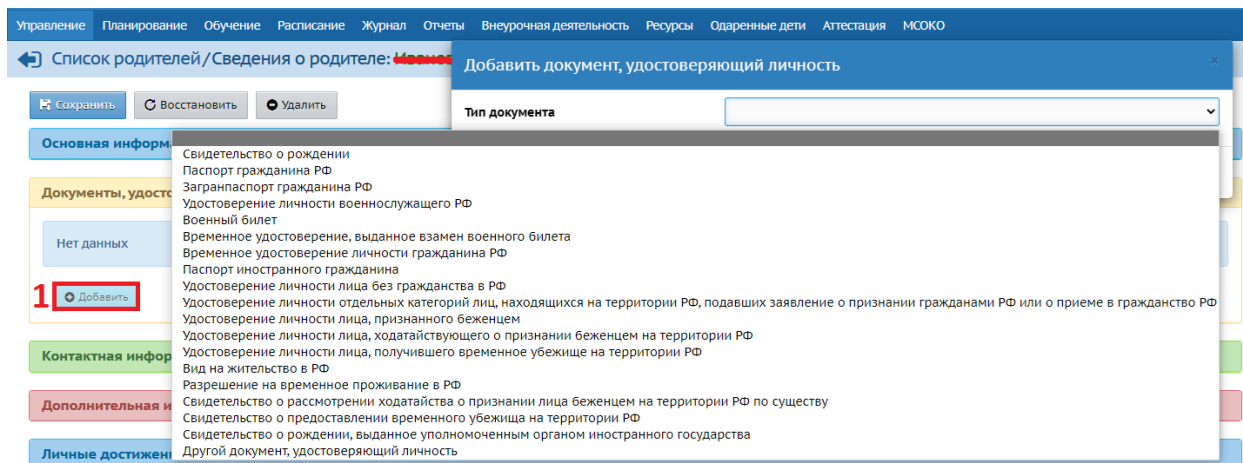 Управление Планирование Обучение Расписание Журнал Отчеты Внеурочная деятельность Ресурсы Одаренные дети Аттестация МСОКО
Список родителей/Сведения о родителе:
Добавить документ, удостоверяющий личность
×
Сохранить Восстановить Удалить
Тип документа
Основная информ
Документы, удосто
Нет данных
1 Добавить
Контактная инфор
Дополнительная и
Личные достижен
Свидетельство о рождении
Паспорт гражданина РФ
Загранпаспорт гражданина РФ
Удостоверение личности военнослужащего РФ
Военный билет
Временное удостоверение, выданное взамен военного билета
Временное удостоверение личности гражданина РФ
Паспорт иностранного гражданина
Удостоверение личности лица без гражданства в РФ
Удостоверение личности отдельных категорий лиц, находящихся на территории РФ, подавших заявление о признании гражданами РФ или о приеме в гражданство РФ
Удостоверение личности лица, признанного беженцем
Удостоверение личности лица, ходатайствующего о признании беженцем на территории РФ
Удостоверение личности лица, получившего временное убежище на территории РФ
Вид на жительство в РФ
Разрешение на временное проживание в РФ
Свидетельство о рассмотрении ходатайства о признании лица беженцем на территории РФ по существу
Свидетельство о предоставлении временного убежища на территории РФ
Свидетельство о рождении, выданное уполномоченным органом иностранного государства
Другой документ, удостоверяющий личность